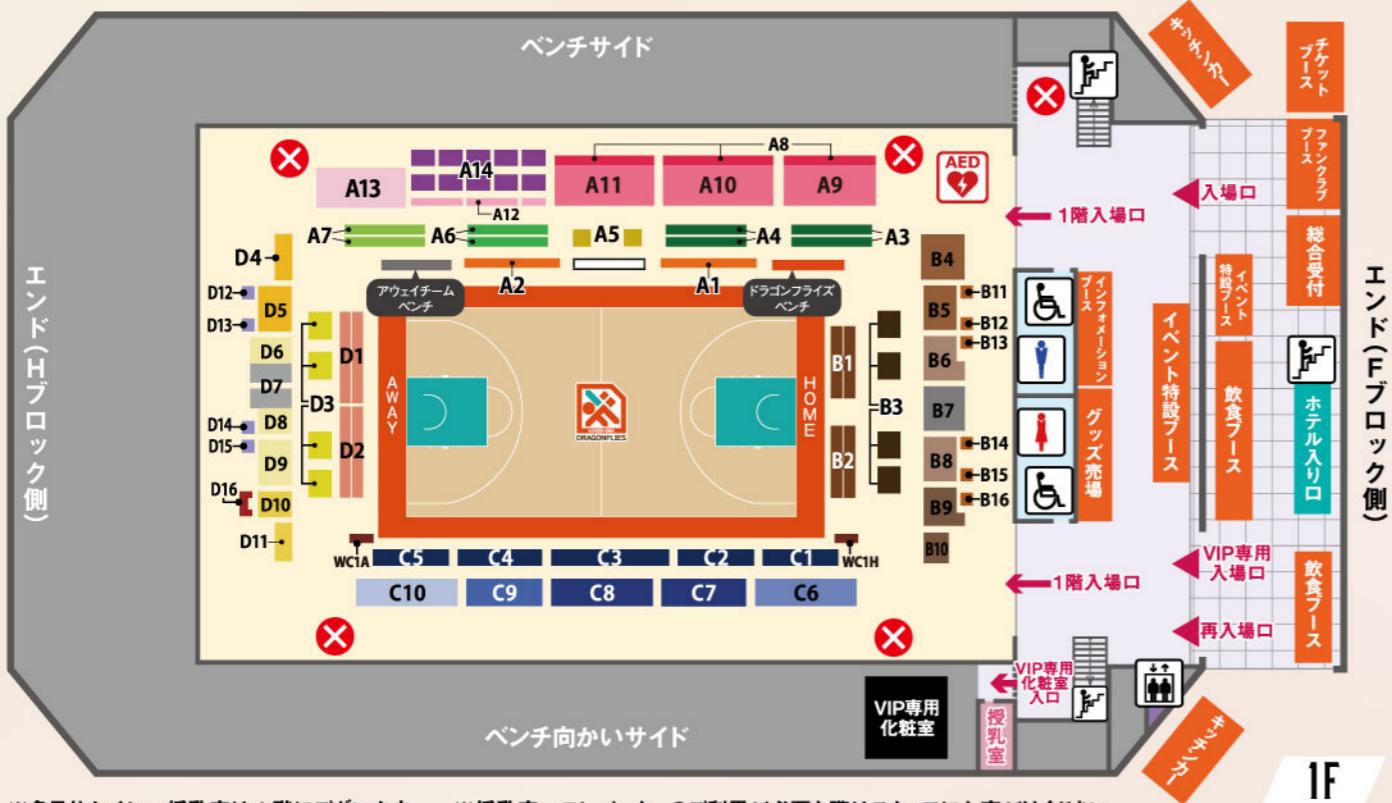 ベンチサイド
キッチンカー
チケット
ブース
ファンクラブ
ブース
総合受付
入場口
1階入場口
AED
A8
A14
A13
A11
A10
A9
A12
A7
A6
A5
A4
A3
A2
A1
アウェイチーム
ベンチ
ドラゴンフライズ
ベンチ
エンド(Hブロック側)
エンド(Fブロック側)
D4
D12
D5
D13
D6
D7
D3
D1
D8
D14
D15
D9
D2
D16
D10
D11
AWAY
HOME
DRAGONFLIES
B1
B3
B2
B4
B5
B11
B12
B13
B6
B7
B8
B14
B15
B9
B16
B10
インフォメーション
ブース
グッズ売場
イベント特設ブース
イベント
特設ブース
飲食ブース
ホテル入り口
WC1A
C5
C4
C3
C2
C1
WC1H
C10
C9
C8
C7
C6
1階入場口
VIP専用
入場口
再入場口
飲食ブース
VIP専用
化粧室
入口
VIP専用
化粧室
授乳室
ベンチ向かいサイド
キッチンカー
1F